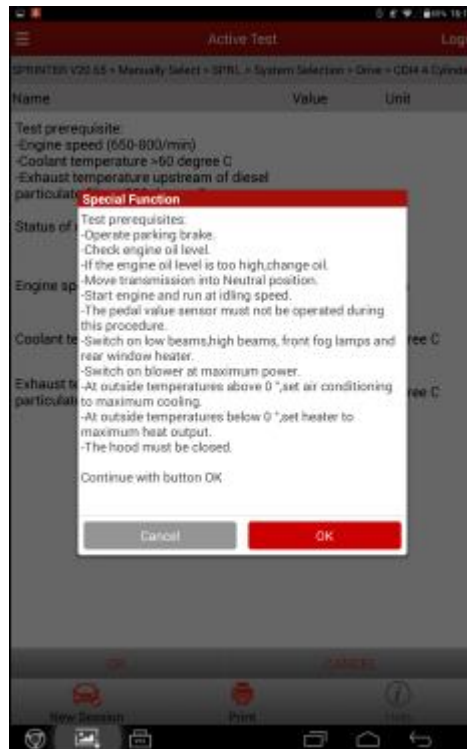 Active Test
SPRINTER V20.65 > Manually Select > SPRL > System Selection > Drive > CDI4 4 Cylinde
Name Value Unit
Test prerequisite:
-Engine speed (650-800/min)
-Coolant temperature >60 degree C
-Exhaust temperature upstream of diesel
particulat
Special Function
Test prerequisites:
-Operate parking brake.
-Check engine oil level.
-If the engine oil level is too high,change oil.
-Move transmission into Neutral position.
-Start engine and run at idling speed.
-The pedal value sensor must not be operated during
this procedure.
-Switch on low beams,high beams, front fog lamps and
rear window heater.
-Switch on blower at maximum power.
-At outside temperatures above 0 °,set air conditioning
to maximum cooling.
-At outside temperatures below 0 °,set heater to
maximum heat output.
-The hood must be closed.
Continue with button OK
Cancel OK
Status of
Engine sp
Coolant te ree C
Exhaust te
particulat ree C
OK CANCEL
New Session Print